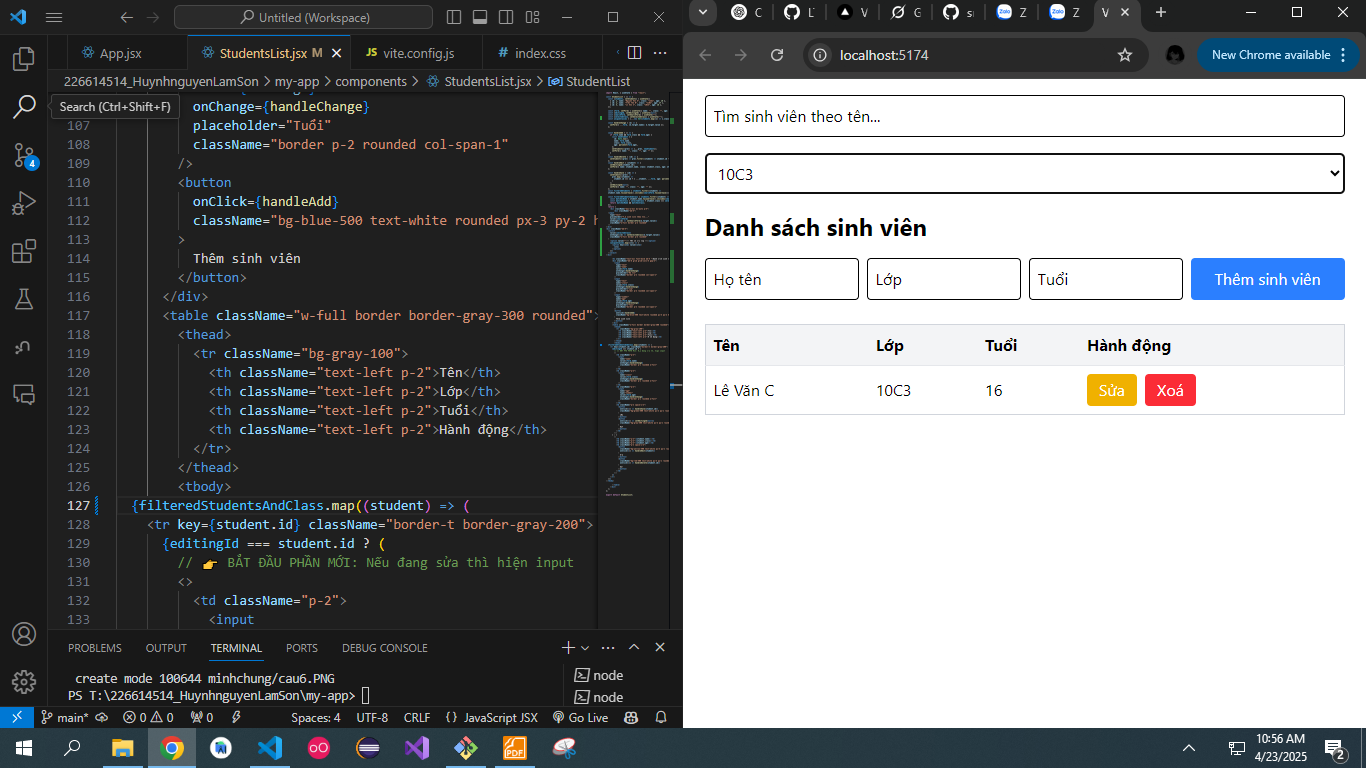 Untitled (Workspace)
App.jsx
StudentsList.jsx M
JS vite.config.js
# index.css
226614514_HuynhnguyenLamSon > my-app > components > StudentsList.jsx > StudentList
Search (Ctrl+Shift+F)
onChange={handleChange}
107 placeholder="Tuổi"
108 className="border p-2 rounded col-span-1"
109 />
110 <button
111 onClick={handleAdd}
112 className="bg-blue-500 text-white rounded px-3 py-2 h
113 >
114 Thêm sinh viên
115 </button>
116 </div>
117 <table className="w-full border border-gray-300 rounded">
118 <thead>
119 <tr className="bg-gray-100">
120 <th className="text-left p-2">Tên</th>
121 <th className="text-left p-2">Lớp</th>
122 <th className="text-left p-2">Tuổi</th>
123 <th className="text-left p-2">Hành động</th>
124 </tr>
125 </thead>
126 <tbody>
127 {filteredStudentsAndClass.map((student) => (
128 <tr key={student.id} className="border-t border-gray-200">
129 {editingId === student.id ? (
130 // 👉 BẮT ĐẦU PHẦN MỚI: Nếu đang sửa thì hiện input
131 <>
132 <td className="p-2">
133 <input
4
PROBLEMS OUTPUT TERMINAL PORTS DEBUG CONSOLE
create mode 100644 minhchung/cau6.PNG
PS T:\226614514_HuynhnguyenLamSon\my-app>
node
node
main* 0 0 0 Spaces: 4 UTF-8 CRLF {} JavaScript JSX Go Live
C
L
V
G
s
Z
Z
V
localhost:5174
New Chrome available
Tìm sinh viên theo tên...
10C3
Danh sách sinh viên
Họ tên Lớp Tuổi Thêm sinh viên
Tên Lớp Tuổi Hành động
Lê Văn C 10C3 16 Sửa Xoá
PDF
10:56 AM
4/23/2025
2